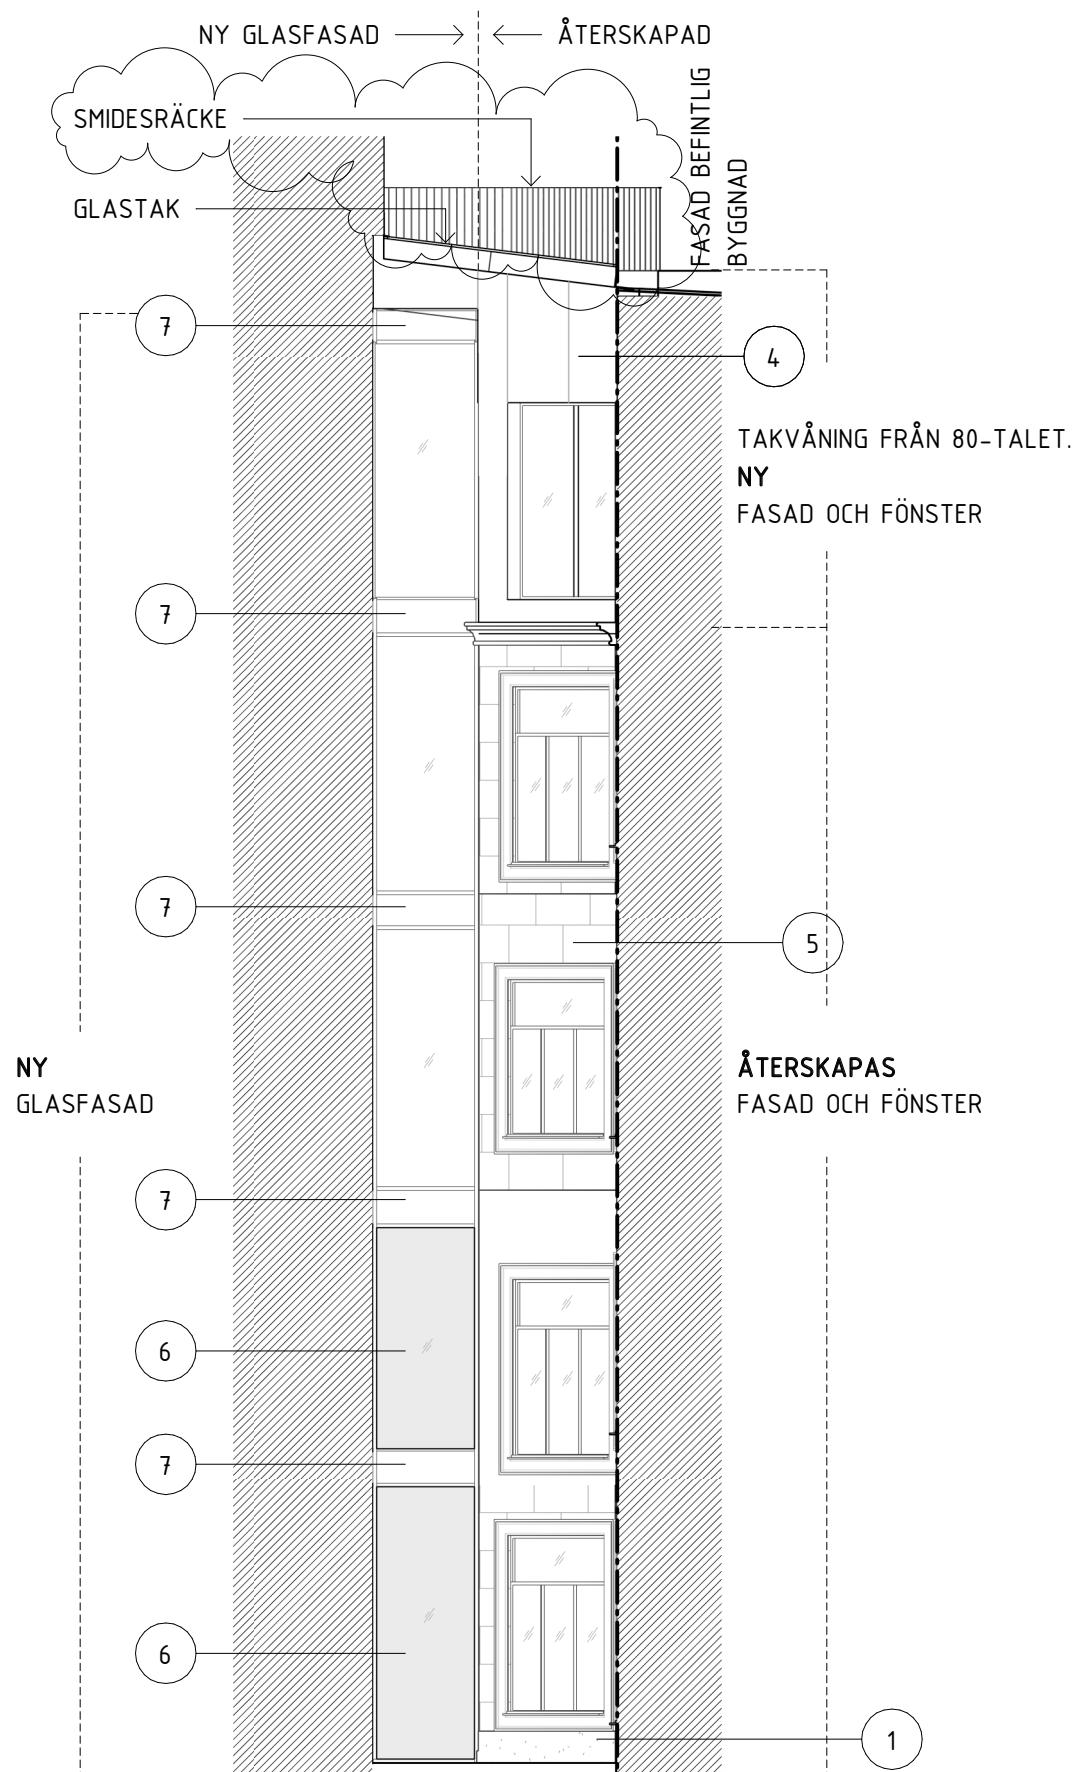 NY GLASFASAD
ÅTERSKAPAD
SMIDESRÄCKE
FASAD BEFINTLIG
BYGGNAD
GLASTAK
7
4
TAKVÅNING FRÅN 80-TALET.
NY
FASAD OCH FÖNSTER
7
7
5
NY
GLASFASAD
ÅTERSKAPAS
FASAD OCH FÖNSTER
7
6
7
6
1